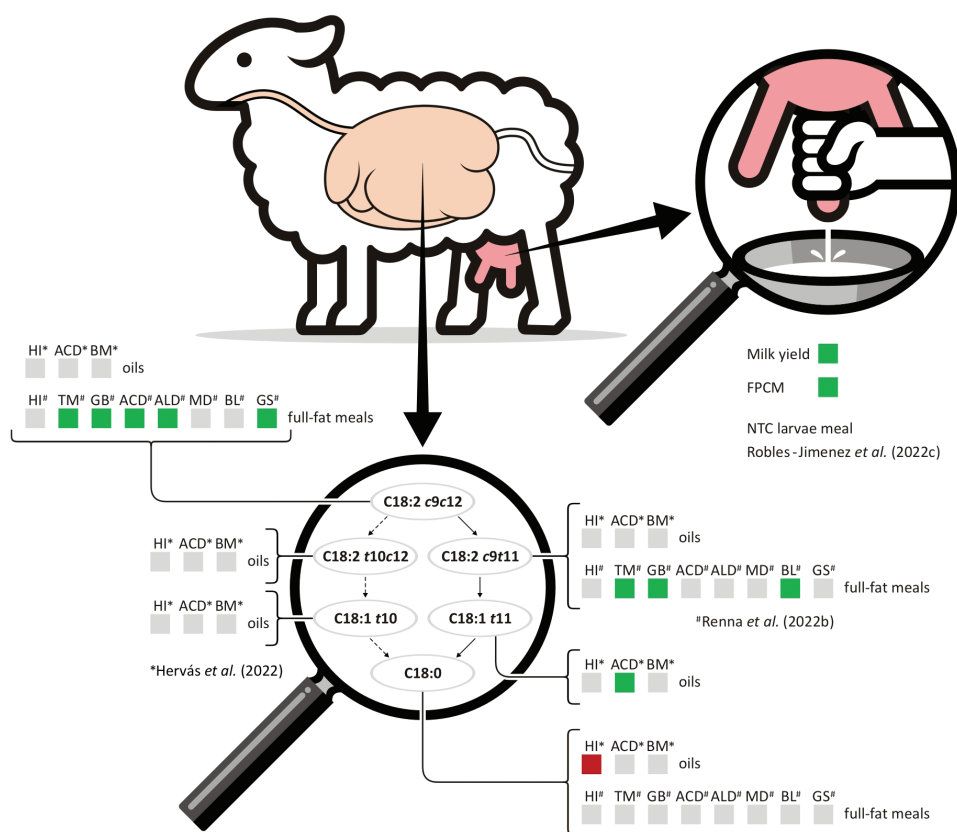 HI* ACD* BM*
oils
HI# TM# GB# ACD# ALD# MD# BL# GS#
full-fat meals
Milk yield
FPCM
NTC larvae meal
Robles-Jimenez et al. (2022c)
C18:2 c9c12
HI* ACD* BM*
oils
C18:2 t10c12
C18:2 c9t11
HI* ACD* BM*
oils
HI# TM# GB# ACD# ALD# MD# BL# GS#
full-fat meals
#Renna et al. (2022b)
HI* ACD* BM*
oils
C18:1 t10
C18:1 t11
*Hervás et al. (2022)
C18:0
HI* ACD* BM*
oils
HI* ACD* BM*
oils
HI# TM# GB# ACD# ALD# MD# BL# GS#
full-fat meals